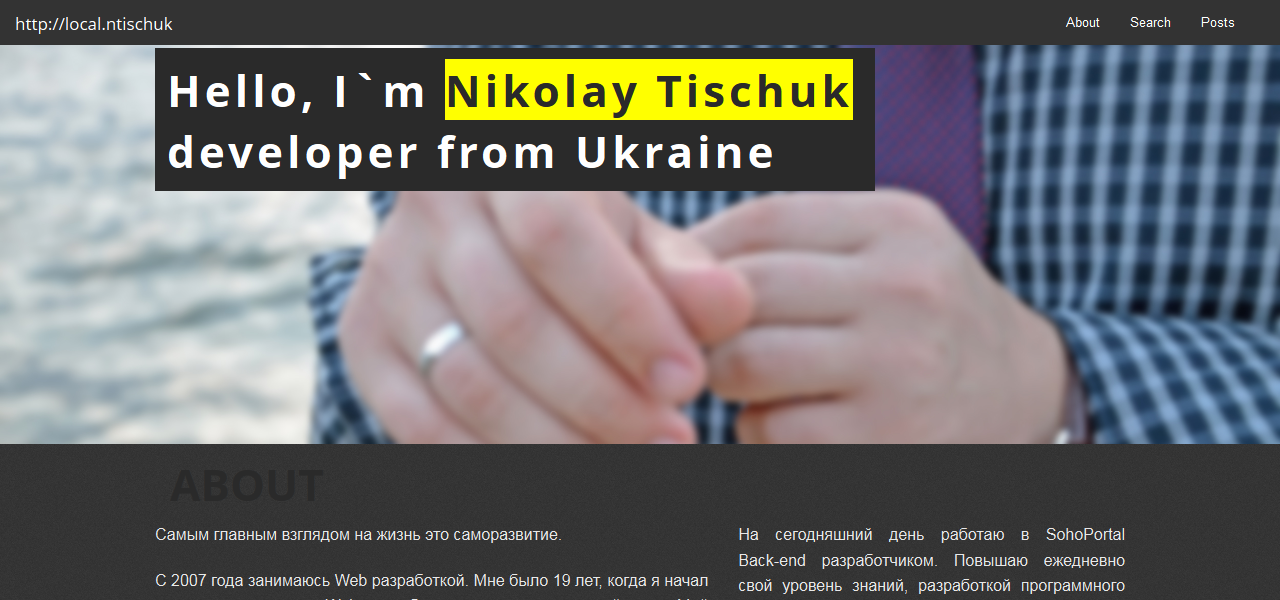 http://local.ntischuk
About Search Posts
Hello, I`m Nikolay Tischuk
developer from Ukraine
ABOUT
Самым главным взглядом на жизнь это саморазвитие.
С 2007 года занимаюсь Web разработкой. Мне было 19 лет, когда я начал
На сегодняшний день работаю в SohoPortal
Back-end разработчиком. Повышаю ежедневно
свой уровень знаний, разработкой программного